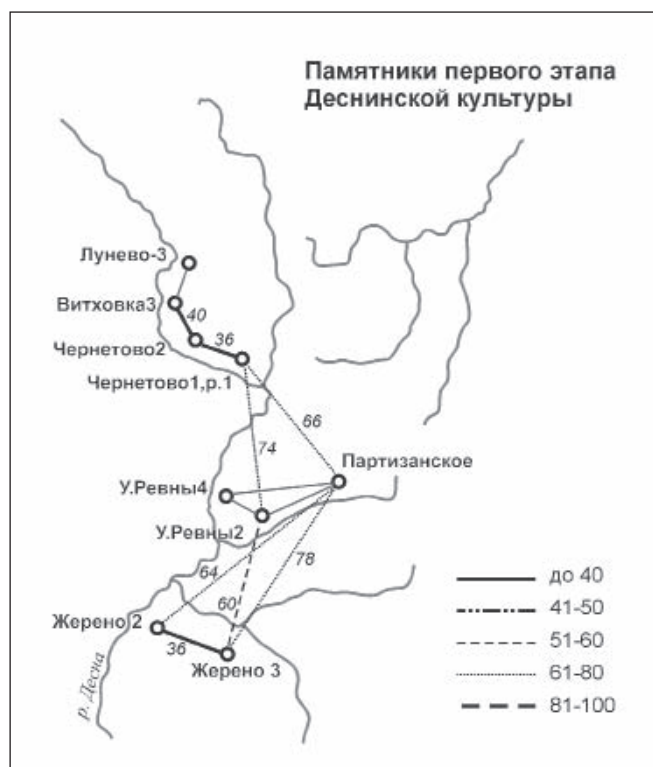 Памятники первого этапа
Деснинской культуры
Лунево-3
Витховка3
40
Чернетово2
36
Чернетово1,р.1
66
74
Партизанское
У.Ревны4
У.Ревны2
64
78
60
Жерено 2
36
Жерено 3
р. Десна
до 40
41-50
51-60
61-80
81-100